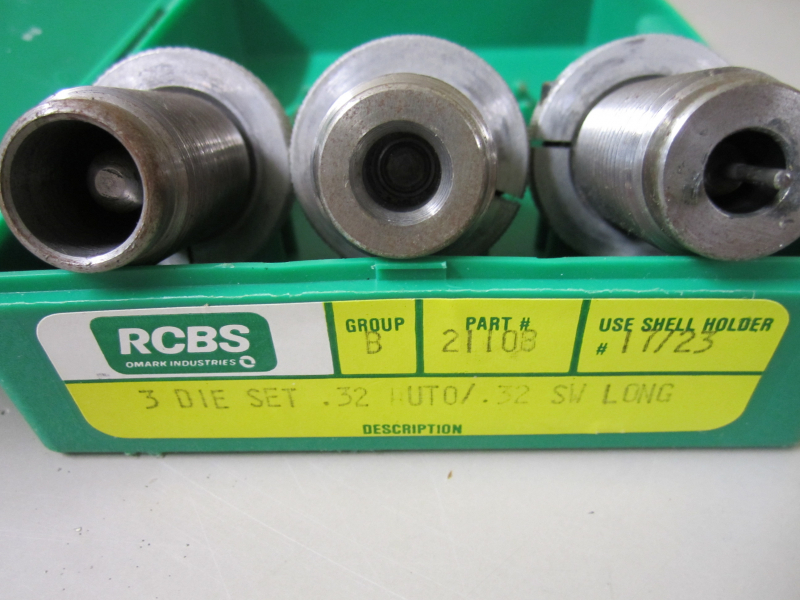 RCBS
OMARK INDUSTRIES
GROUP
B
PART #
21108
USE SHELL HOLDER
# 17/23
3 DIE SET .32 AUTO/.32 SW LONG
DESCRIPTION